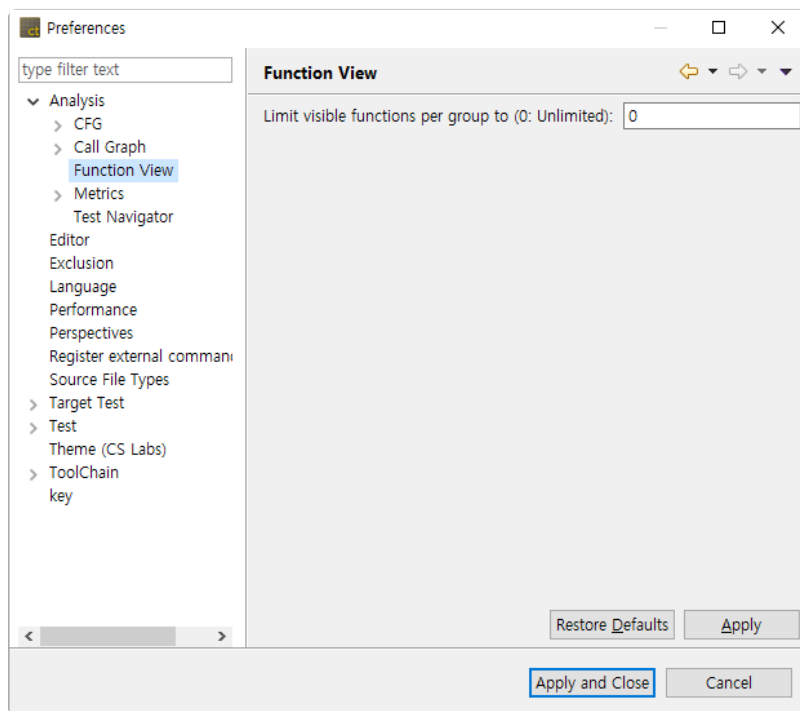 ct Preferences
type filter text
Analysis
CFG
Call Graph
Function View
Metrics
Test Navigator
Editor
Exclusion
Language
Performance
Perspectives
Register external comman
Source File Types
Target Test
Test
Theme (CS Labs)
ToolChain
key
Function View
Limit visible functions per group to (0: Unlimited): 0
Restore Defaults Apply
Apply and Close Cancel